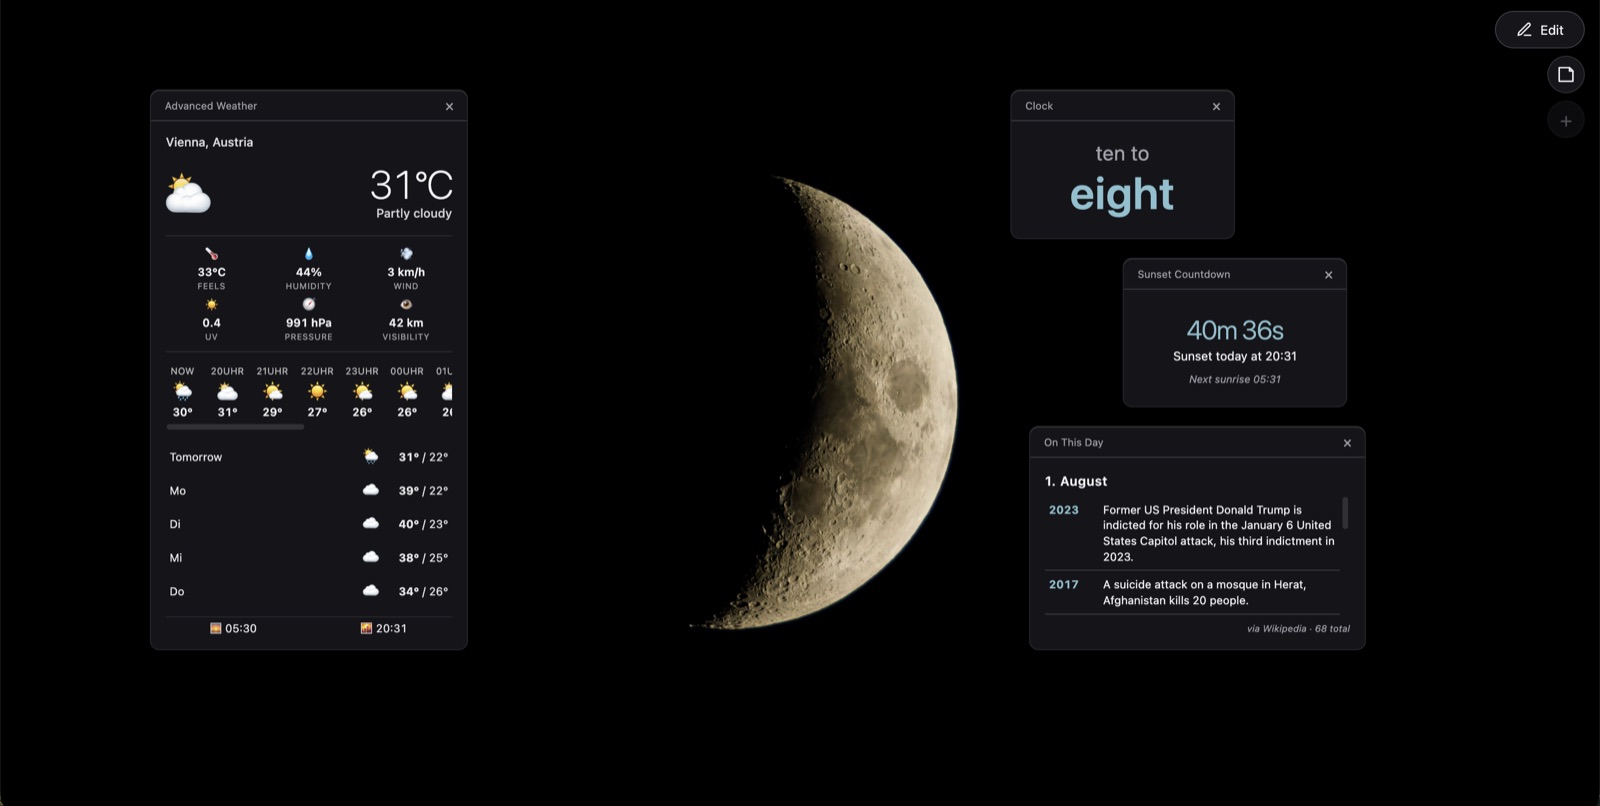 Edit
Advanced Weather
Vienna, Austria
31°C
Partly cloudy
33°C 44% 3 km/h
FEELS HUMIDITY WIND
0.4 991 hPa 42 km
UV PRESSURE VISIBILITY
NOW 20UHR 21UHR 22UHR 23UHR 00UHR
30° 31° 29° 27° 26° 26°
Tomorrow 31° / 22°
Mo 39° / 22°
Di 40° / 23°
Mi 38° / 25°
Do 34° / 26°
05:30 20:31
Clock
ten to
eight
Sunset Countdown
40m 36s
Sunset today at 20:31
Next sunrise 05:31
On This Day
1. August
2023 Former US President Donald Trump is
indicted for his role in the January 6 United
States Capitol attack, his third indictment in
2023.
2017 A suicide attack on a mosque in Herat,
Afghanistan kills 20 people.
via Wikipedia · 68 total